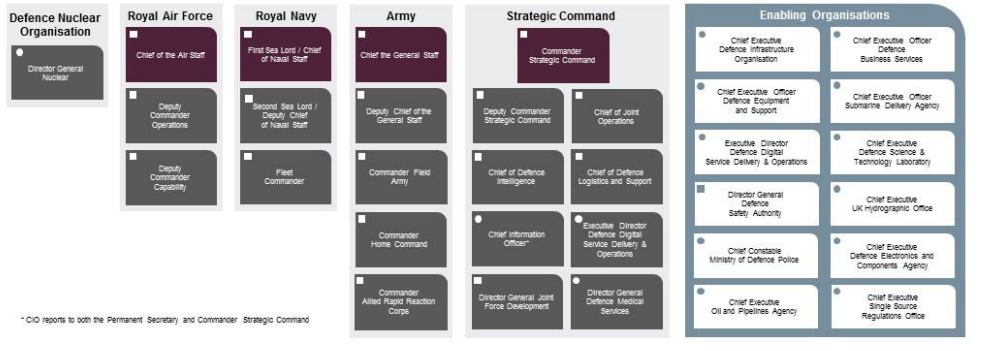 Defence Nuclear
Organisation
Director General
Nuclear
Royal Air Force
Chief of the Air Staff
Deputy
Commander
Operations
Deputy
Commander
Capability
Royal Navy
First Sea Lord / Chief
of Naval Staff
Second Sea Lord /
Deputy Chief
of Naval Staff
Fleet
Commander
Army
Chief the General Staff
Deputy Chief of the
General Staff
Commander Field
Army
Commander
Home Command
Commander
Allied Rapid Reaction
Corps
Strategic Command
Commander
Strategic Command
Deputy Commander
Strategic Command
Chief of Joint
Operations
Chief of Defence
Intelligence
Chief of Defence
Logistics and Support
Chief Information
Officer*
Executive Director
Defence Digital
Service Delivery &
Operations
Director General Joint
Force Development
Director General
Defence Medical
Services
Enabling Organisations
Chief Executive
Defence Infrastructure
Organisation
Chief Executive Officer
Defence
Business Services
Chief Executive Officer
Defence Equipment
and Support
Chief Executive Officer
Submarine Delivery Agency
Executive Director
Defence Digital
Service Delivery & Operations
Chief Executive
Defence Science &
Technology Laboratory
Director General
Defence
Safety Authority
Chief Executive
UK Hydrographic Office
Chief Constable
Ministry of Defence Police
Chief Executive
Defence Electronics and
Components Agency
Chief Executive
Oil and Pipelines Agency
Chief Executive
Single Source
Regulations Office
* CIO reports to both the Permanent Secretary and Commander Strategic Command